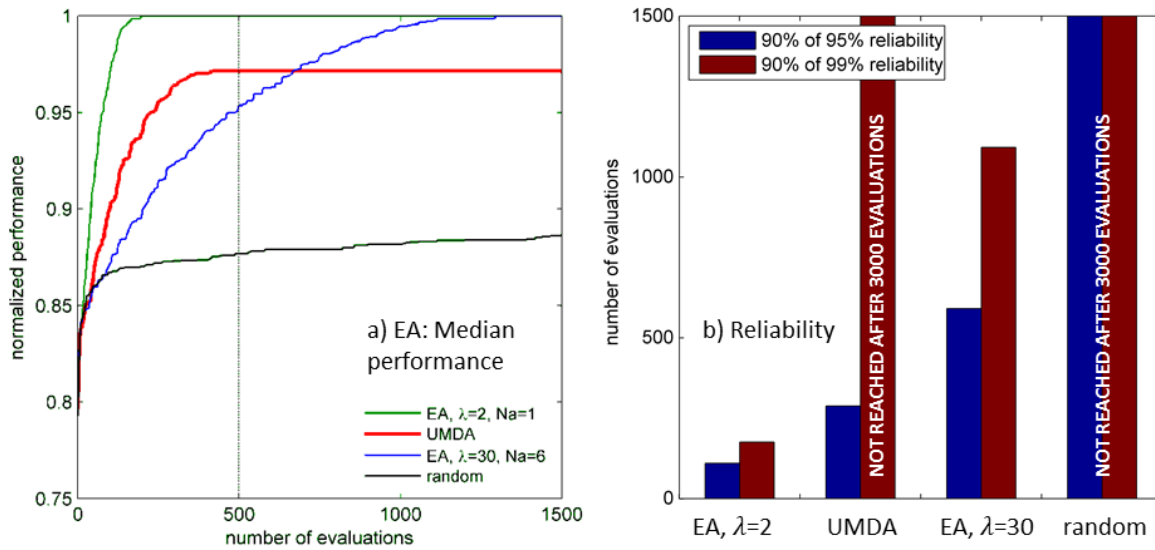 1
0.95
0.9
0.85
0.8
0.75
normalized performance
0
500
1000
1500
number of evaluations
a) EA: Median
performance
EA, λ=2, Na=1
UMDA
EA, λ=30, Na=6
random
1500
1000
500
0
number of evaluations
90% of 95% reliability
90% of 99% reliability
b) Reliability
NOT REACHED AFTER 3000 EVALUATIONS
NOT REACHED AFTER 3000 EVALUATIONS
EA, λ=2
UMDA
EA, λ=30
random